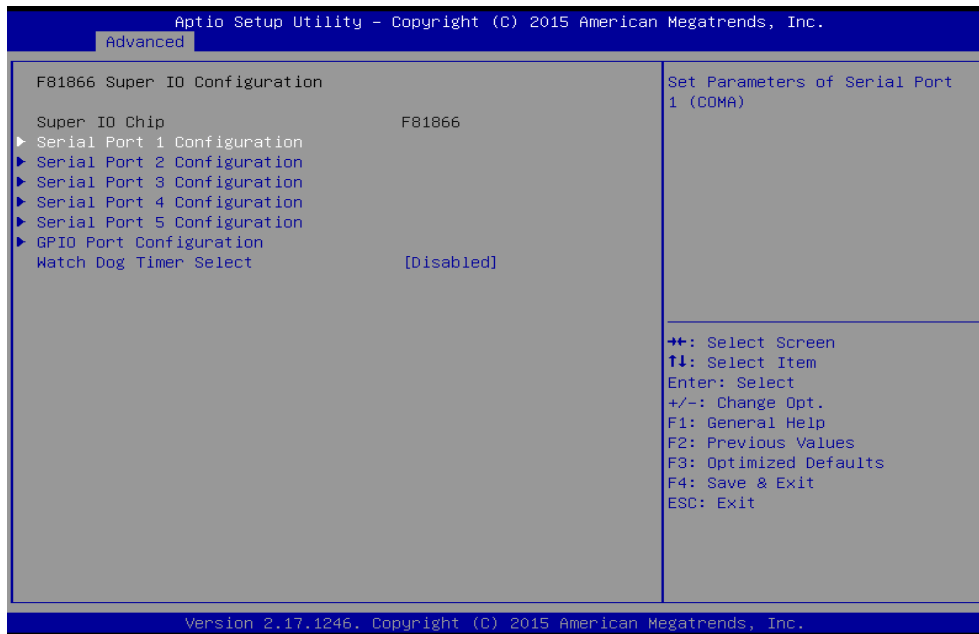 Aptio Setup Utility – Copyright (C) 2015 American Megatrends, Inc.
Advanced
F81866 Super IO Configuration
Super IO Chip F81866
Serial Port 1 Configuration
Serial Port 2 Configuration
Serial Port 3 Configuration
Serial Port 4 Configuration
Serial Port 5 Configuration
GPIO Port Configuration
Watch Dog Timer Select [Disabled]
Set Parameters of Serial Port
1 (COMA)
→←: Select Screen
↑↓: Select Item
Enter: Select
+/-: Change Opt.
F1: General Help
F2: Previous Values
F3: Optimized Defaults
F4: Save & Exit
ESC: Exit
Version 2.17.1246. Copyright (C) 2015 American Megatrends, Inc.